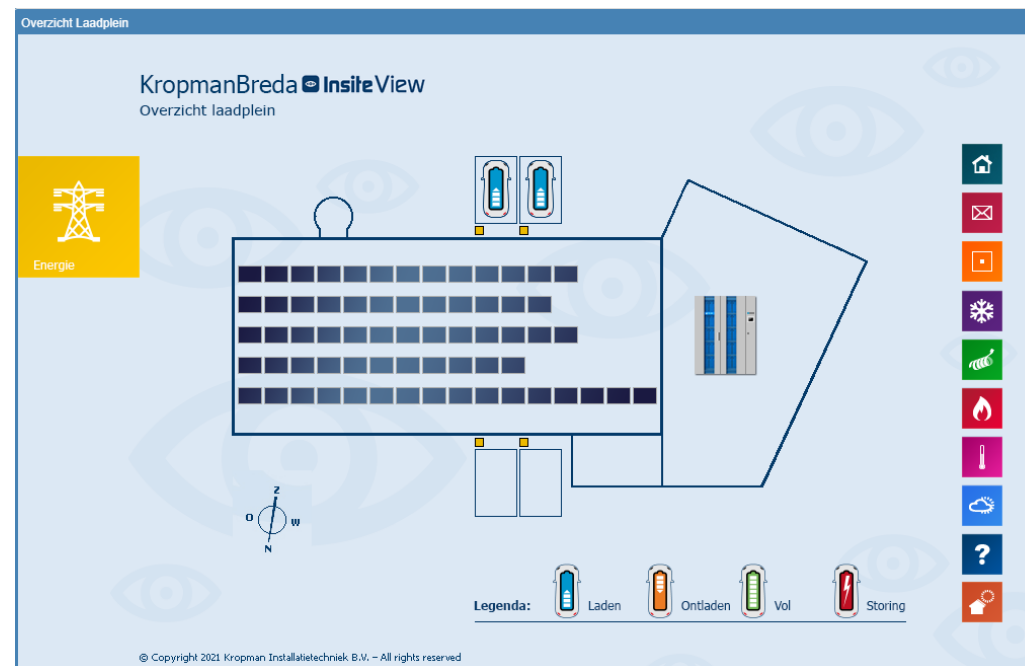 Overzicht Laadplein
KropmanBreda InsiteView
Overzicht laadplein
Energie
Z
O
W
N
?
Legenda:
Laden
Ontladen
Vol
Storing
© Copyright 2021 Kropman Installatietechniek B.V. – All rights reserved